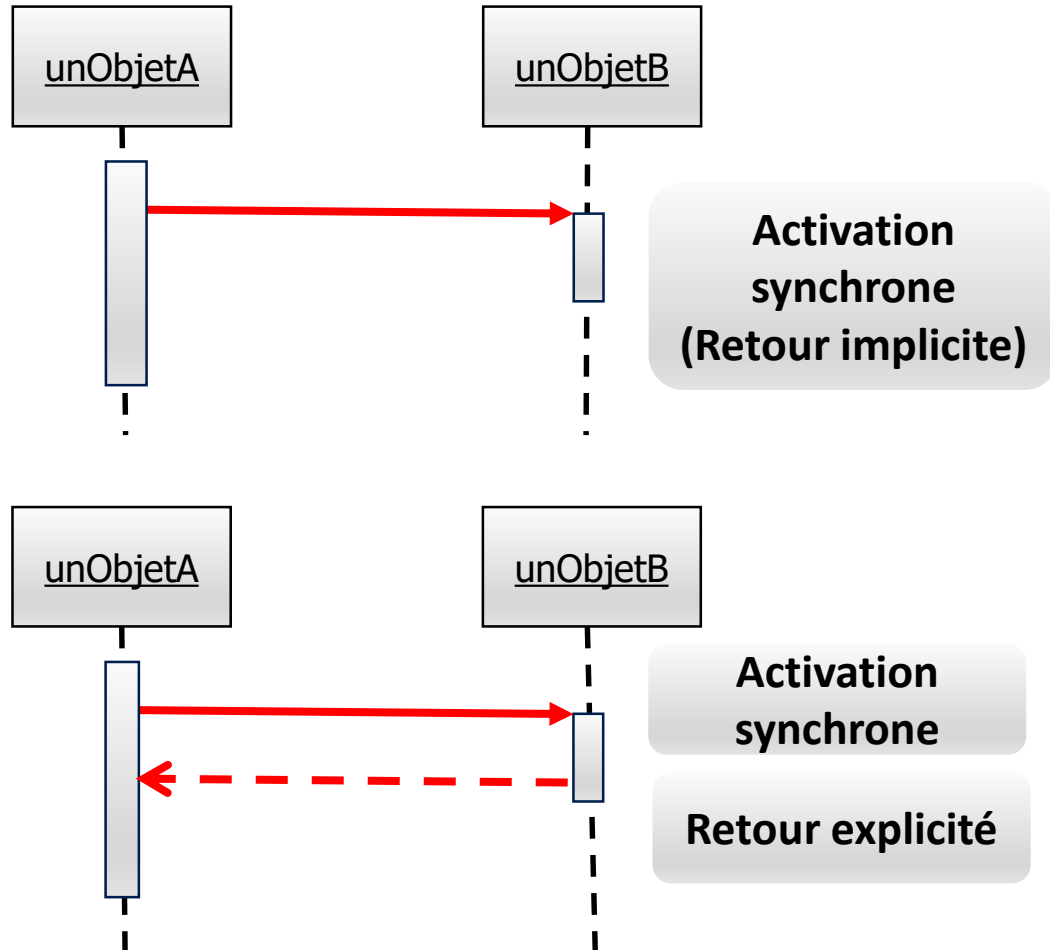 unObjetA
unObjetB
Activation
synchrone
(Retour implicite)
unObjetA
unObjetB
Activation
synchrone
Retour explicité